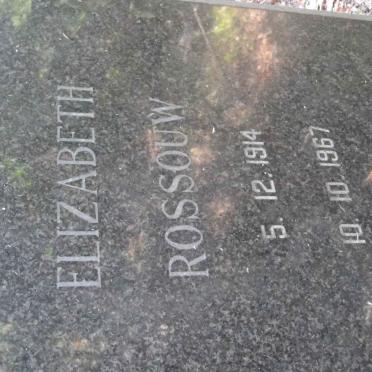 ELIZABETH
ROSSOUW
5. 12. 1914
10. 10. 1967